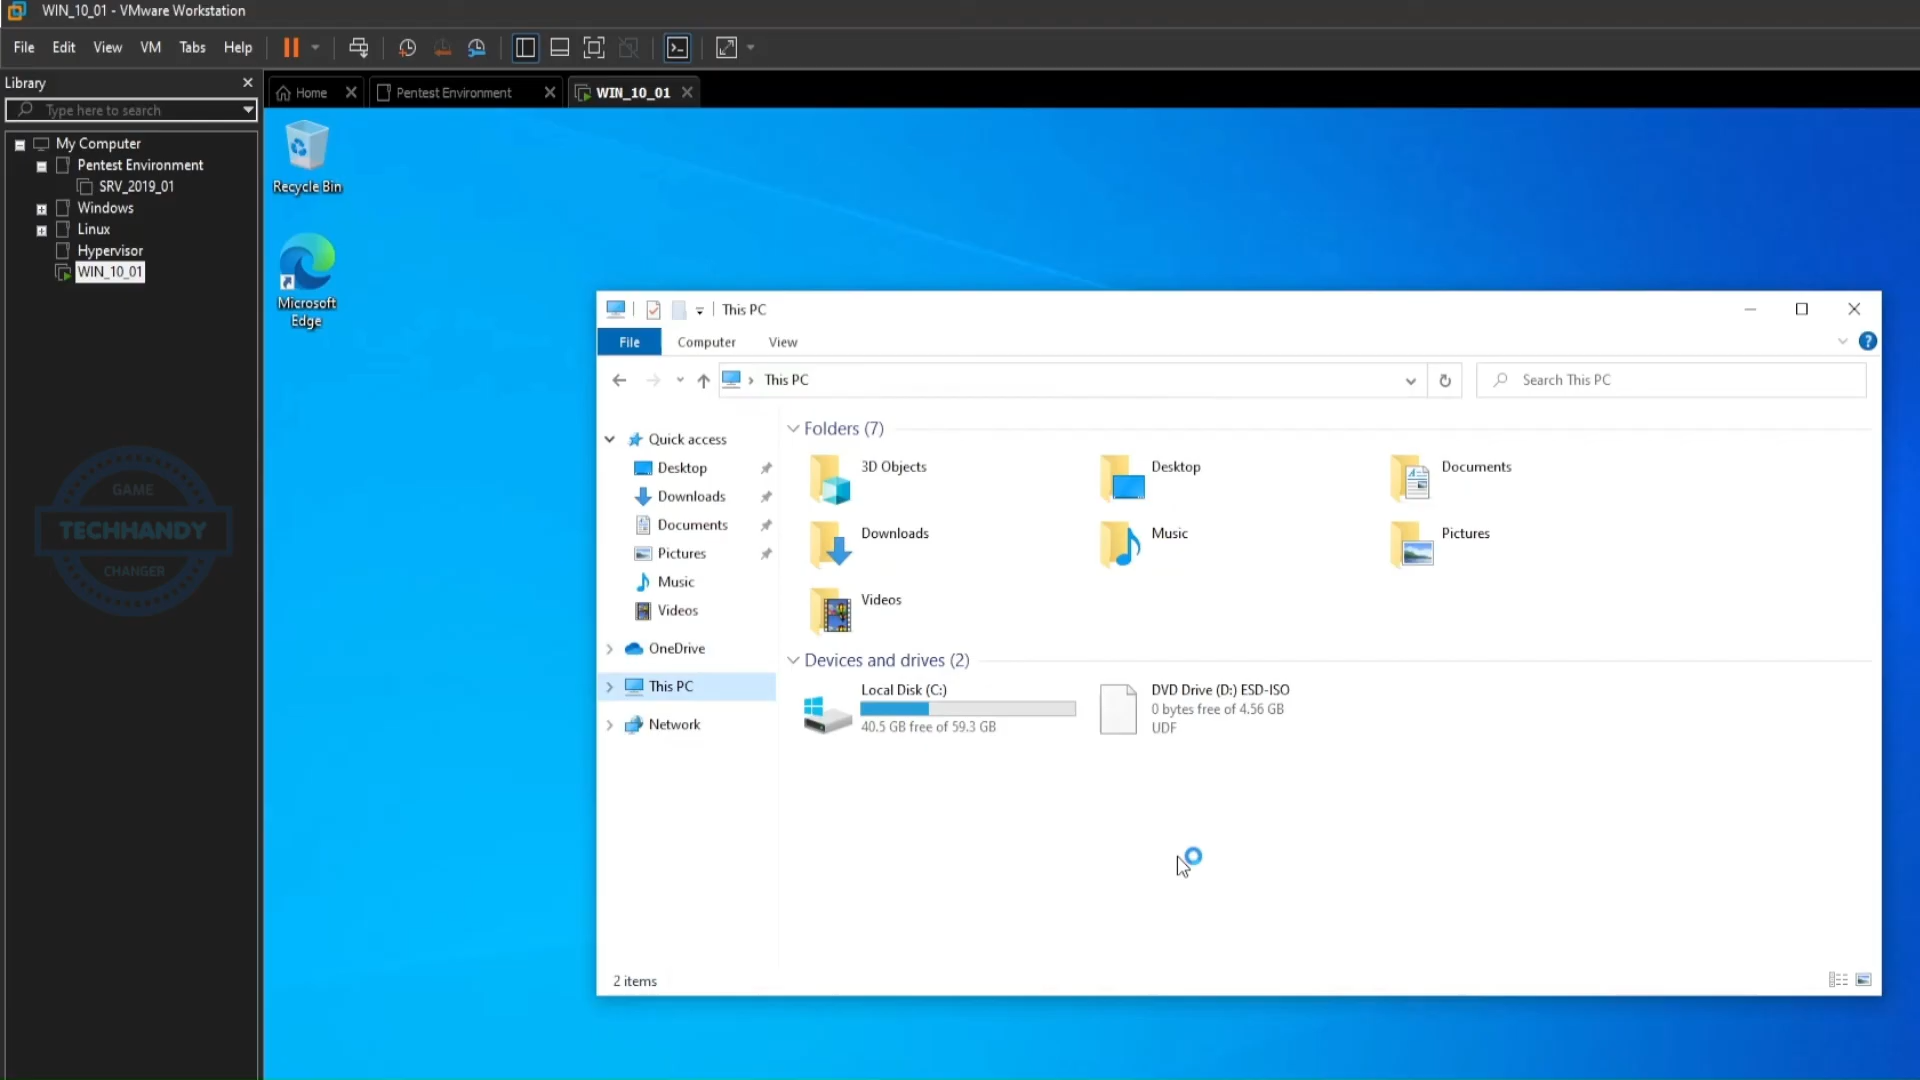 WIN_10_01 - VMware Workstation
File Edit View VM Tabs Help
Library
Type here to search
My Computer
Pentest Environment
SRV_2019_01
Windows
Linux
Hypervisor
WIN_10_01
GAME
TECHHANDY
CHANGER
Home
Pentest Environment
WIN_10_01
Recycle Bin
Microsoft
Edge
This PC
File Computer View
This PC
Search This PC
Quick access
Desktop
Downloads
Documents
Pictures
Music
Videos
OneDrive
This PC
Network
Folders (7)
3D Objects
Desktop
Documents
Downloads
Music
Pictures
Videos
Devices and drives (2)
Local Disk (C:)
40.5 GB free of 59.3 GB
DVD Drive (D:) ESD-ISO
0 bytes free of 4.56 GB
UDF
2 items